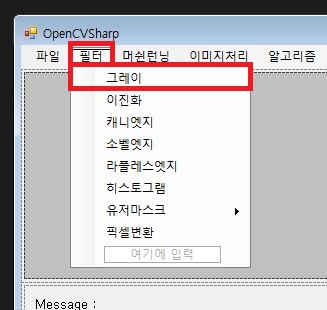 OpenCVSharp
파일 필터 머쉰런닝 이미지처리 알고리즘
그레이
이진화
캐니엣지
소벨엣지
라플레스엣지
히스토그램
유저마스크
픽셀변환
여기에 입력
Message :